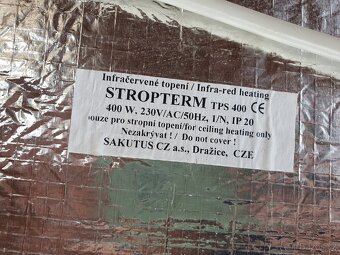 Infračervené topení / Infra-red heating
STROPTERM TPS 400 CE
400 W. 230V/AC/50Hz, I/N, IP 20
pouze pro stropní topení/for ceiling heating only
Nezakrývat ! / Do not cover !
SAKUTUS CZ a.s., Dražice, CZE